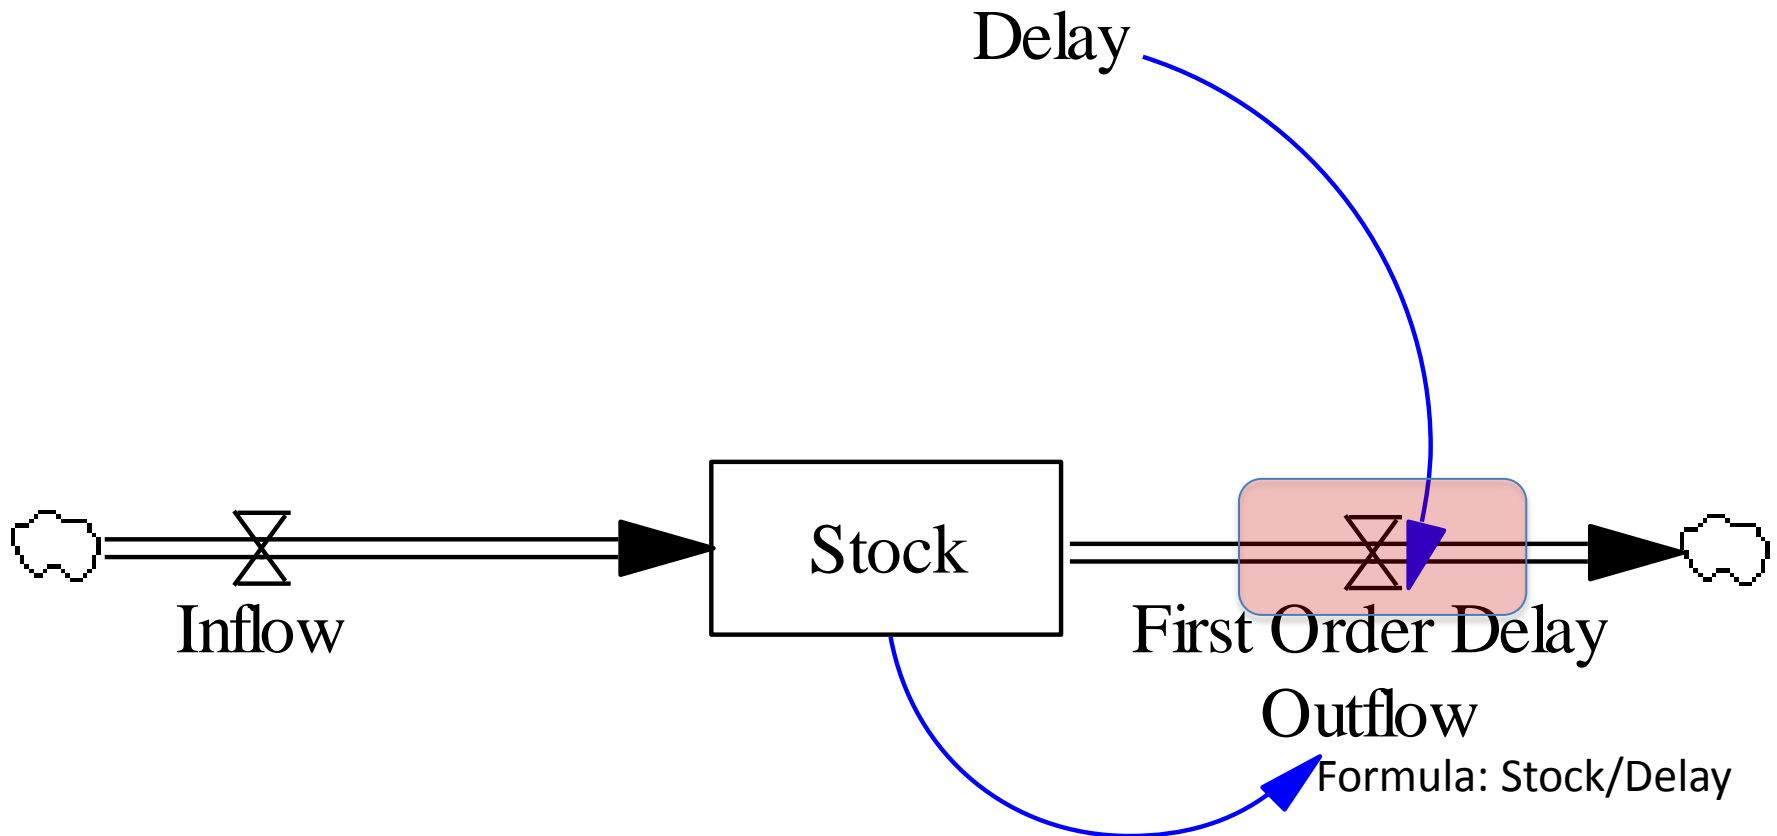 Delay
Stock
Inflow
First Order Delay
Outflow
Formula: Stock/Delay